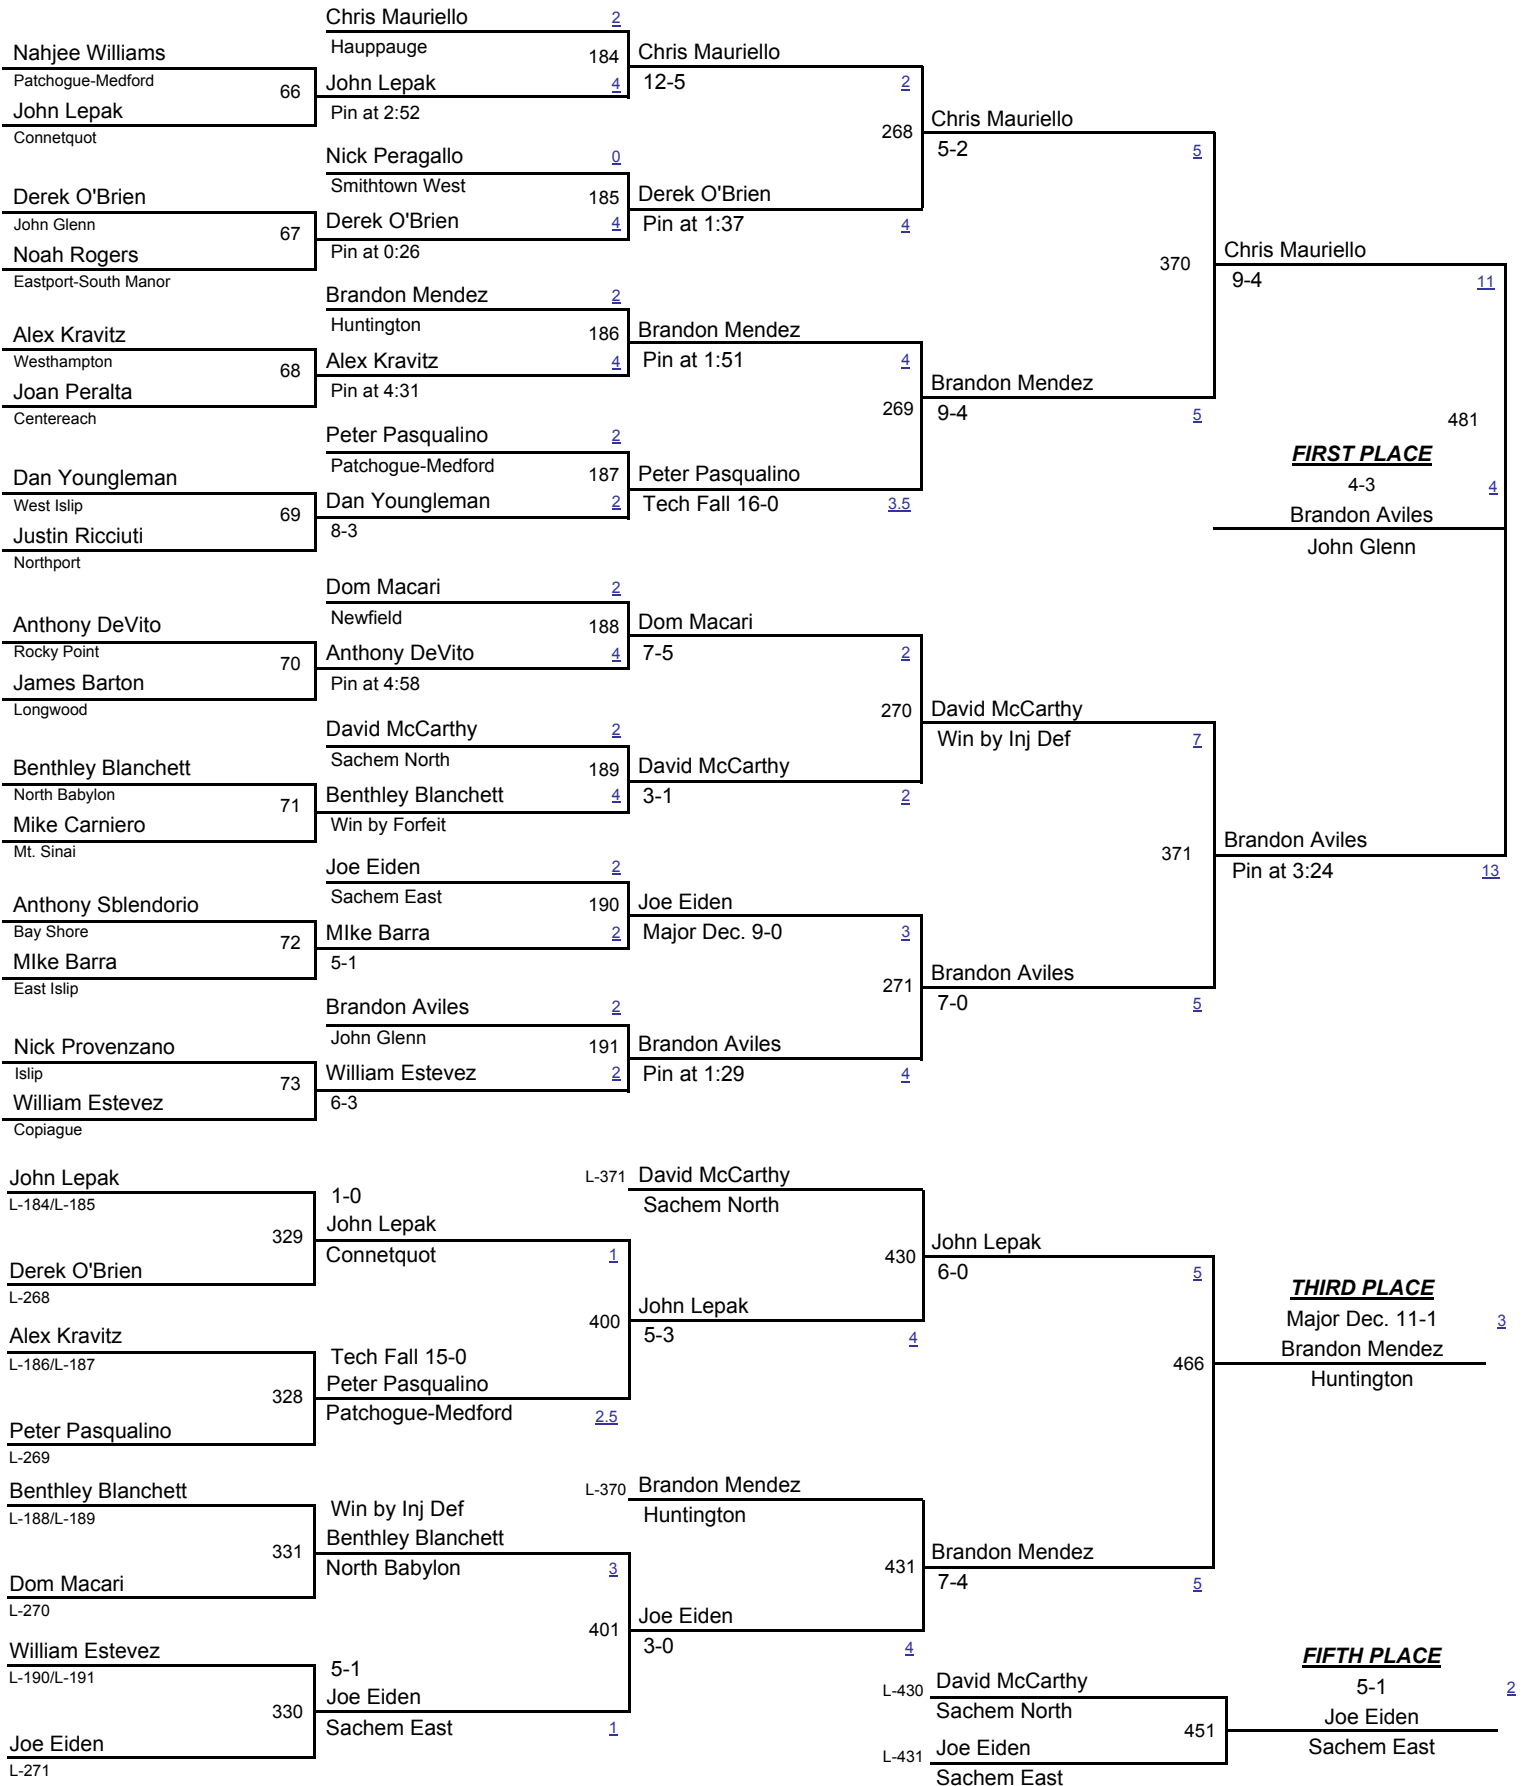 Chris Mauriello 2
Hauppauge
Nahjee Williams
184
Chris Mauriello
Patchogue-Medford
66
John Lepak 4
12-5 2
John Lepak
Pin at 2:52
Connetquot
268
Chris Mauriello
5-2 5
Nick Peragallo 0
Smithtown West
Derek O'Brien
185
Derek O'Brien
John Glenn
67
Derek O'Brien 4
Pin at 1:37 4
Noah Rogers
Pin at 0:26
Eastport-South Manor
370
Chris Mauriello
9-4 11
Brandon Mendez 2
Huntington
Alex Kravitz
186
Brandon Mendez
Westhampton
68
Alex Kravitz 4
Pin at 1:51 4
Joan Peralta
Pin at 4:31
Centereach
269
Brandon Mendez
9-4 5
481
Peter Pasqualino 2
Patchogue-Medford
Dan Youngleman
187
Peter Pasqualino
West Islip
69
Dan Youngleman 2
Tech Fall 16-0 3.5
Justin Ricciuti
8-3
Northport
FIRST PLACE
4-3 4
Brandon Aviles
John Glenn
Dom Macari 2
Newfield
Anthony DeVito
188
Dom Macari
Rocky Point
70
Anthony DeVito 4
7-5 2
James Barton
Pin at 4:58
Longwood
270
David McCarthy
Win by Inj Def 7
David McCarthy 2
Sachem North
Benthley Blanchett
189
David McCarthy
North Babylon
71
Benthley Blanchett 4
3-1 2
Mike Carniero
Win by Forfeit
Mt. Sinai
371
Brandon Aviles
Pin at 3:24 13
Joe Eiden 2
Sachem East
Anthony Sblendorio
190
Joe Eiden
Bay Shore
72
MIke Barra 2
Major Dec. 9-0 3
MIke Barra
5-1
East Islip
271
Brandon Aviles
7-0 5
Brandon Aviles 2
John Glenn
Nick Provenzano
191
Brandon Aviles
Islip
73
William Estevez 2
Pin at 1:29 4
William Estevez
6-3
Copiague
John Lepak
L-184/L-185
1-0
329
John Lepak
Connetquot 1
Derek O'Brien
L-268
L-371 David McCarthy
Sachem North
430
John Lepak
6-0 5
400
John Lepak
5-3 4
Alex Kravitz
L-186/L-187
Tech Fall 15-0
328
Peter Pasqualino
Patchogue-Medford 2.5
Peter Pasqualino
L-269
466
THIRD PLACE
Major Dec. 11-1 3
Brandon Mendez
Huntington
Benthley Blanchett
L-188/L-189
Win by Inj Def
331
Benthley Blanchett
North Babylon 3
Dom Macari
L-270
L-370 Brandon Mendez
Huntington
431
Brandon Mendez
7-4 5
401
Joe Eiden
3-0 4
William Estevez
L-190/L-191
5-1
330
Joe Eiden
Sachem East 1
Joe Eiden
L-271
L-430 David McCarthy
Sachem North
451
L-431 Joe Eiden
Sachem East
FIFTH PLACE
5-1 2
Joe Eiden
Sachem East